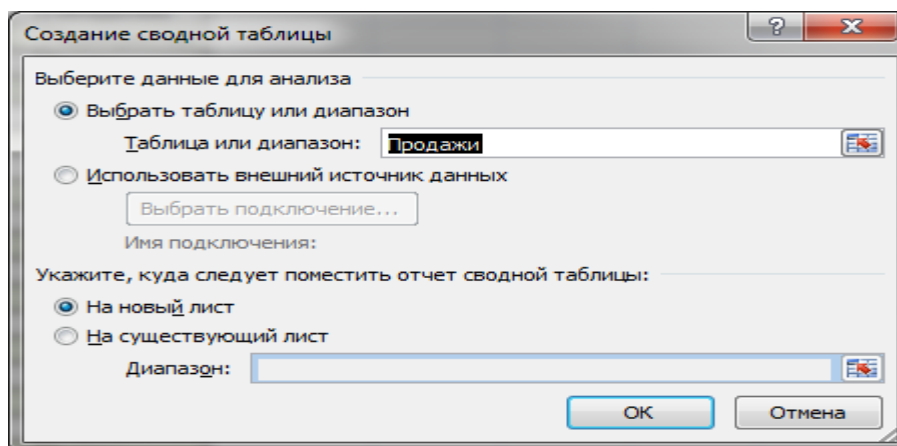 Создание сводной таблицы
?
Выберите данные для анализа
Выбрать таблицу или диапазон
Таблица или диапазон: Продажи
Использовать внешний источник данных
Выбрать подключение...
Имя подключения:
Укажите, куда следует поместить отчет сводной таблицы:
На новый лист
На существующий лист
Диапазон:
ОК Отмена